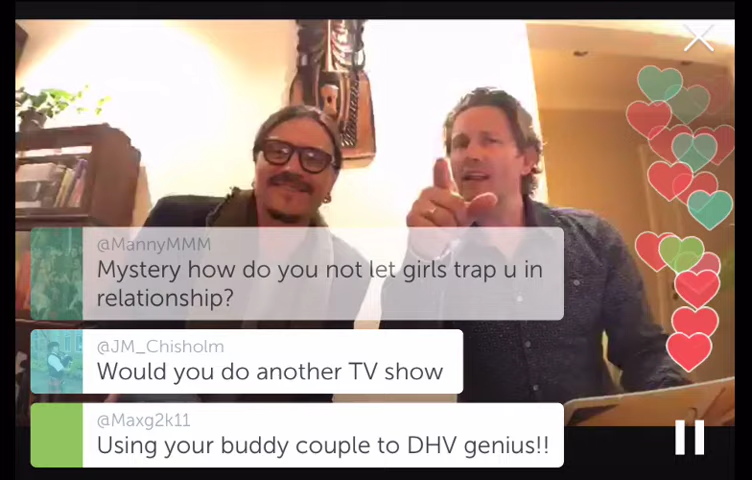 @MannyMMM
Mystery how do you not let girls trap u in
relationship?
@JM_Chisholm
Would you do another TV show
@Maxg2k11
Using your buddy couple to DHV genius!!